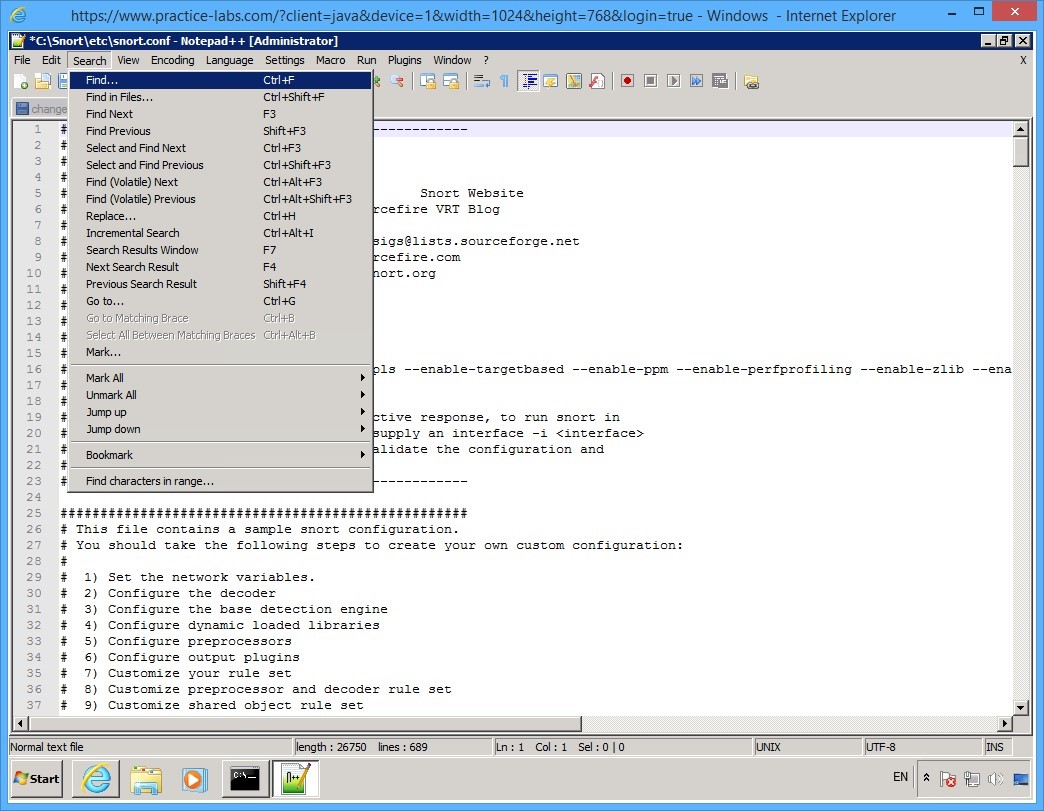 https://www.practice-labs.com/?client=java&device=1&width=1024&height=768&login=true - Windows - Internet Explorer
*C:\Snort\etc\snort.conf - Notepad++ [Administrator]
File Edit Search View Encoding Language Settings Macro Run Plugins Window ? X
Find... Ctrl+F
Find in Files... Ctrl+Shift+F
Find Next F3
Find Previous Shift+F3
Select and Find Next Ctrl+F3
Select and Find Previous Ctrl+Shift+F3
Find (Volatile) Next Ctrl+Alt+F3
Find (Volatile) Previous Ctrl+Alt+Shift+F3
Replace... Ctrl+H
Incremental Search Ctrl+Alt+I
Search Results Window F7
Next Search Result F4
Previous Search Result Shift+F4
Go to... Ctrl+G
Go to Matching Brace Ctrl+B
Select All Between Matching Braces Ctrl+Alt+B
Mark...
Mark All
Unmark All
Jump up
Jump down
Bookmark
Find characters in range...
change
1 # ------------
2 #
3 #
4 #
5 # Snort Website
6 # rcefire VRT Blog
7 #
8 # sigs@lists.sourceforge.net
9 # rcefire.com
10 # nort.org
11 #
12 #
13 #
14 #
15 #
16 # pls --enable-targetbased --enable-ppm --enable-perfprofiling --enable-zlib --ena
17 #
18 #
19 # ctive response, to run snort in
20 # supply an interface -i <interface>
21 # alidate the configuration and
22 #
23 # ------------
24
25 ###################################################
26 # This file contains a sample snort configuration.
27 # You should take the following steps to create your own custom configuration:
28 #
29 # 1) Set the network variables.
30 # 2) Configure the decoder
31 # 3) Configure the base detection engine
32 # 4) Configure dynamic loaded libraries
33 # 5) Configure preprocessors
34 # 6) Configure output plugins
35 # 7) Customize your rule set
36 # 8) Customize preprocessor and decoder rule set
37 # 9) Customize shared object rule set
Normal text file length : 26750 lines : 689 Ln : 1 Col : 1 Sel : 0 | 0 UNIX UTF-8 INS
Start EN